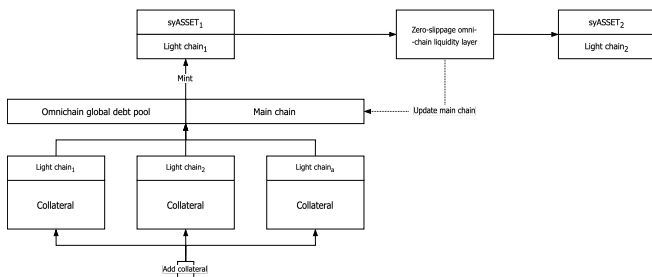 syASSET₁
Light chain₁
Zero-slippage omni-
-chain liquidity layer
syASSET₂
Light chain₂
Mint
Omnichain global debt pool
Main chain
Update main chain
Light chain₁
Light chain₂
Light chainₐ
Collateral
Collateral
Collateral
Add collateral